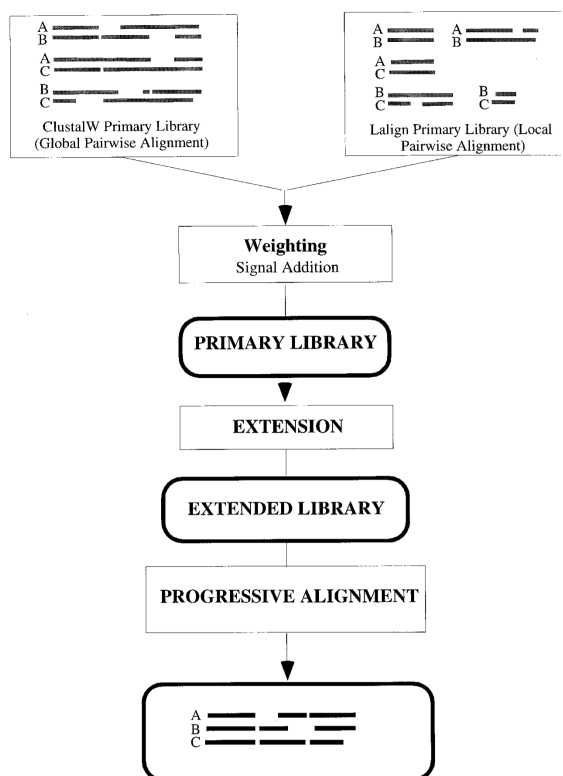 A
B
A
C
B
C
ClustalW Primary Library
(Global Pairwise Alignment)
A
B
A
B
A
C
B
C
B
C
Lalign Primary Library (Local
Pairwise Alignment)
Weighting
Signal Addition
PRIMARY LIBRARY
EXTENSION
EXTENDED LIBRARY
PROGRESSIVE ALIGNMENT
A
B
C